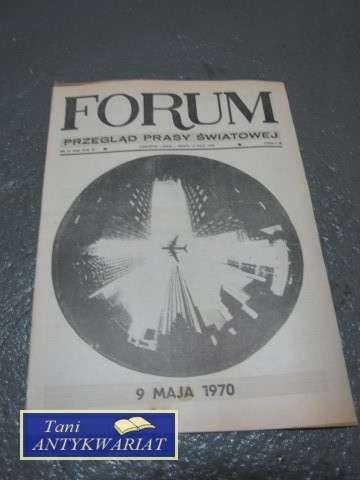 FORUM
PRZEGLĄD PRASY ŚWIATOWEJ
9 MAJA 1970
Tani
ANTYKWARIAT